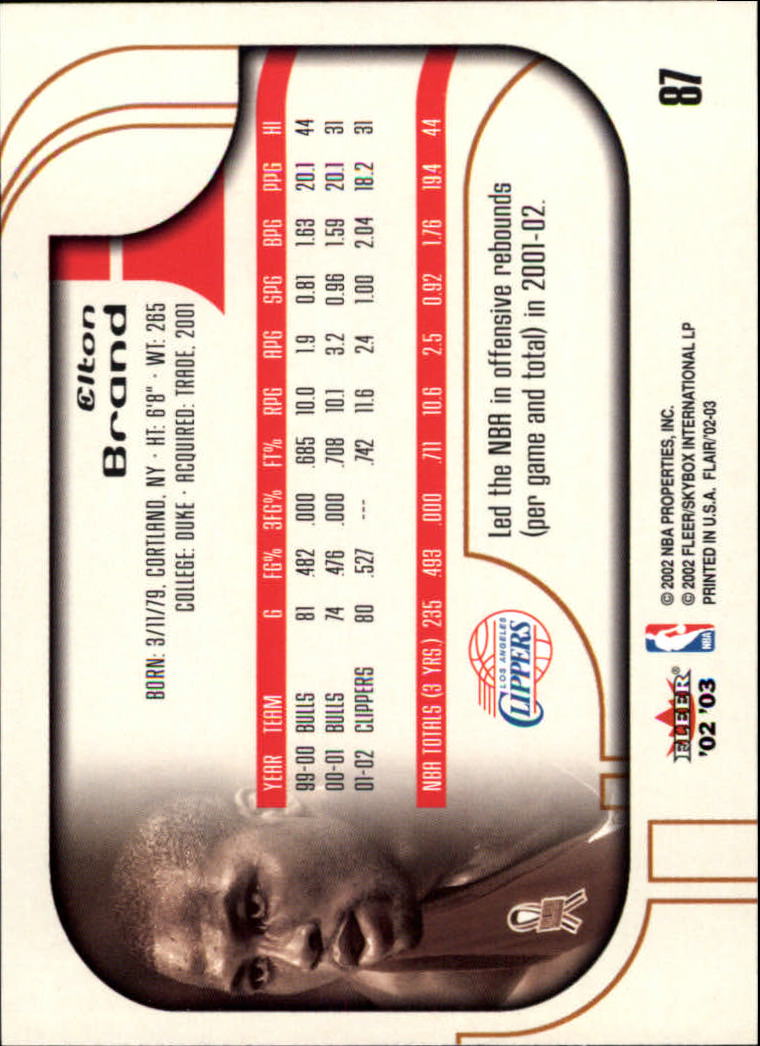 87
Elton
Brand
BORN: 3/11/79, CORTLAND, NY · HT: 6'8" · WT: 265
COLLEGE: DUKE · ACQUIRED: TRADE, 2001
YEAR TEAM G FG% 3FG% FT% RPG APG SPG BPG PPG HI
99-00 BULLS 81 .482 .000 .685 10.0 1.9 0.81 1.63 20.1 44
00-01 BULLS 74 .476 .000 .708 10.1 3.2 0.96 1.59 20.1 31
01-02 CLIPPERS 80 .527 --- .742 11.6 2.4 1.00 2.04 18.2 31
NBA TOTALS (3 YRS.) 235 .493 .000 .711 10.6 2.5 0.92 1.76 19.4 44
LOS ANGELES
CLIPPERS
Led the NBA in offensive rebounds
(per game and total) in 2001-02.
FLEER®
'02 '03
NBA
© 2002 NBA PROPERTIES, INC.
© 2002 FLEER/SKYBOX INTERNATIONAL LP
PRINTED IN U.S.A. FLAIR/'02-03